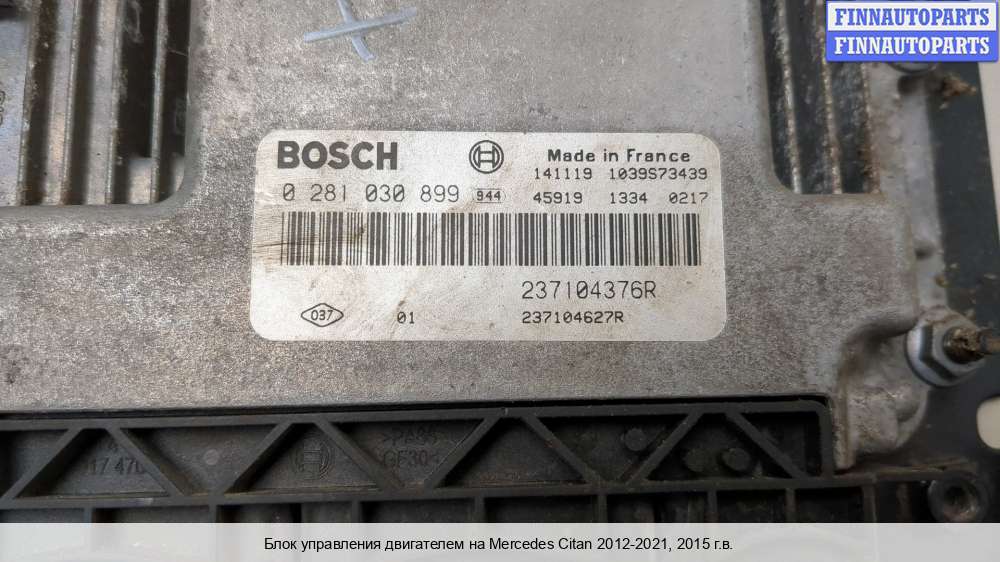 FINNAUTOPARTS
FINNAUTOPARTS
BOSCH
Made in France
141119 1039S73439
0 281 030 899 944 45919 1334 0217
237104376R
037 01 237104627R
Блок управления двигателем на Mercedes Citan 2012-2021, 2015 г.в.